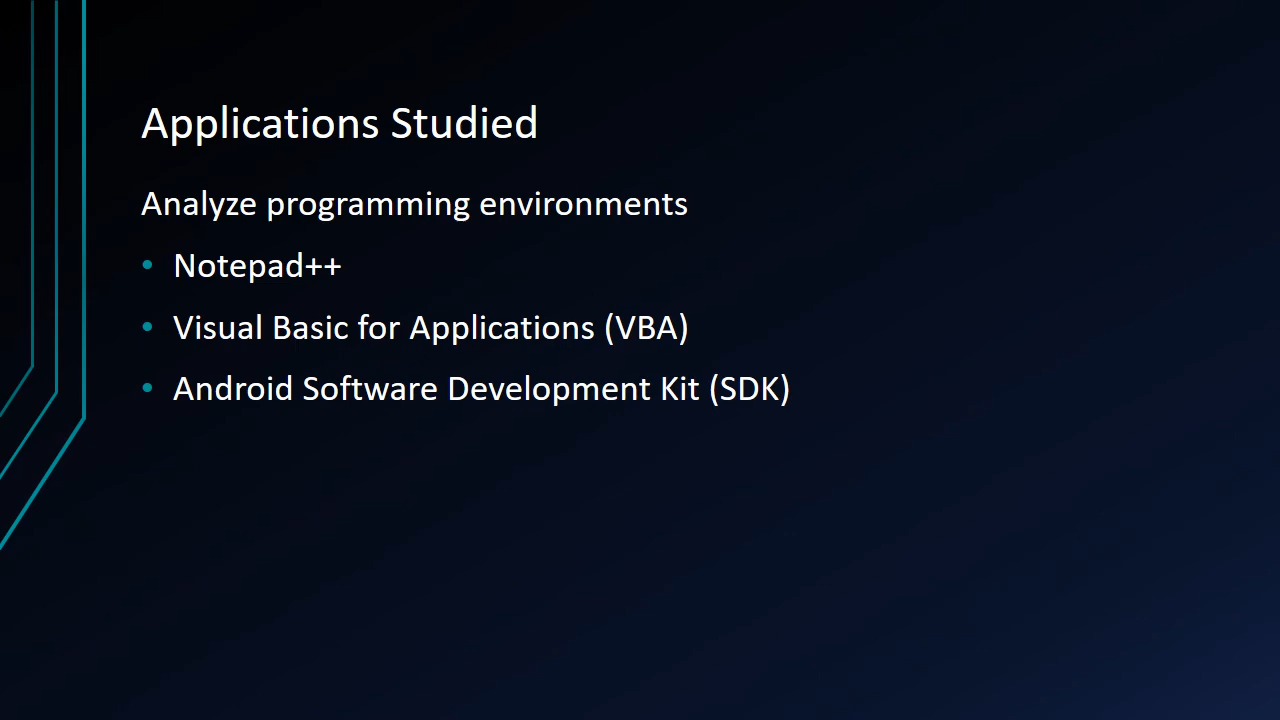 Applications Studied
Analyze programming environments
• Notepad++
• Visual Basic for Applications (VBA)
• Android Software Development Kit (SDK)